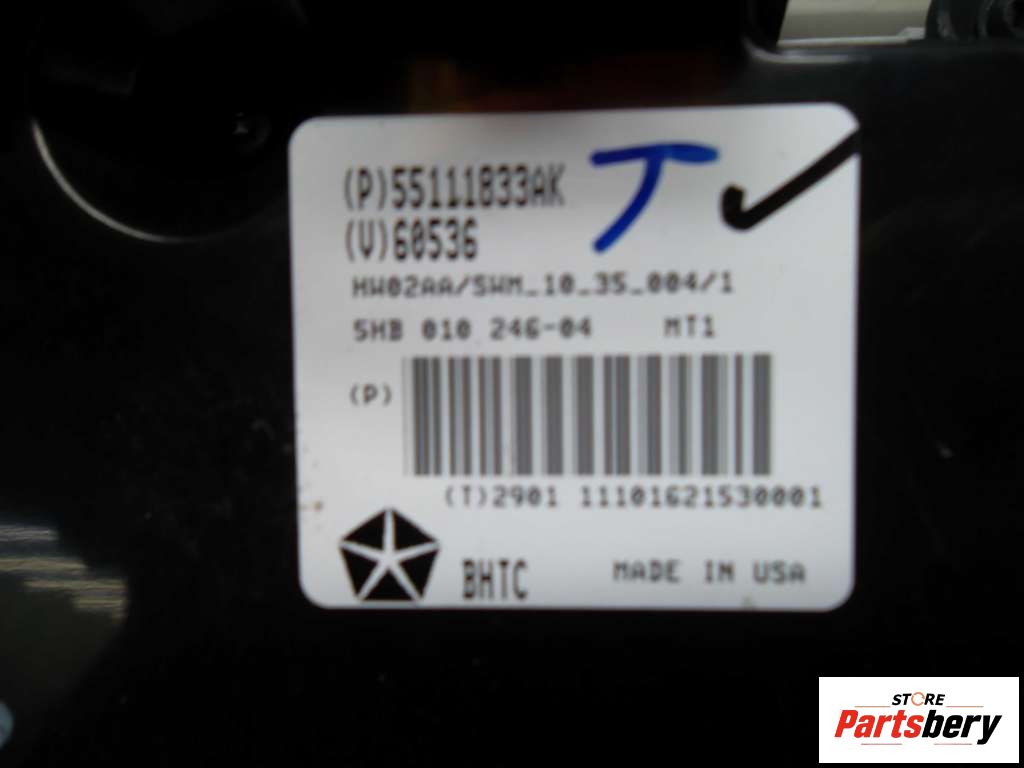 (P)55111833AK T
(V)60536
HW02AA/SWM_10_35_004/1
5HB 010 246-04 MT1
(P)
(T)2901 11101621530001
BHTC MADE IN USA
STORE
Partsbery